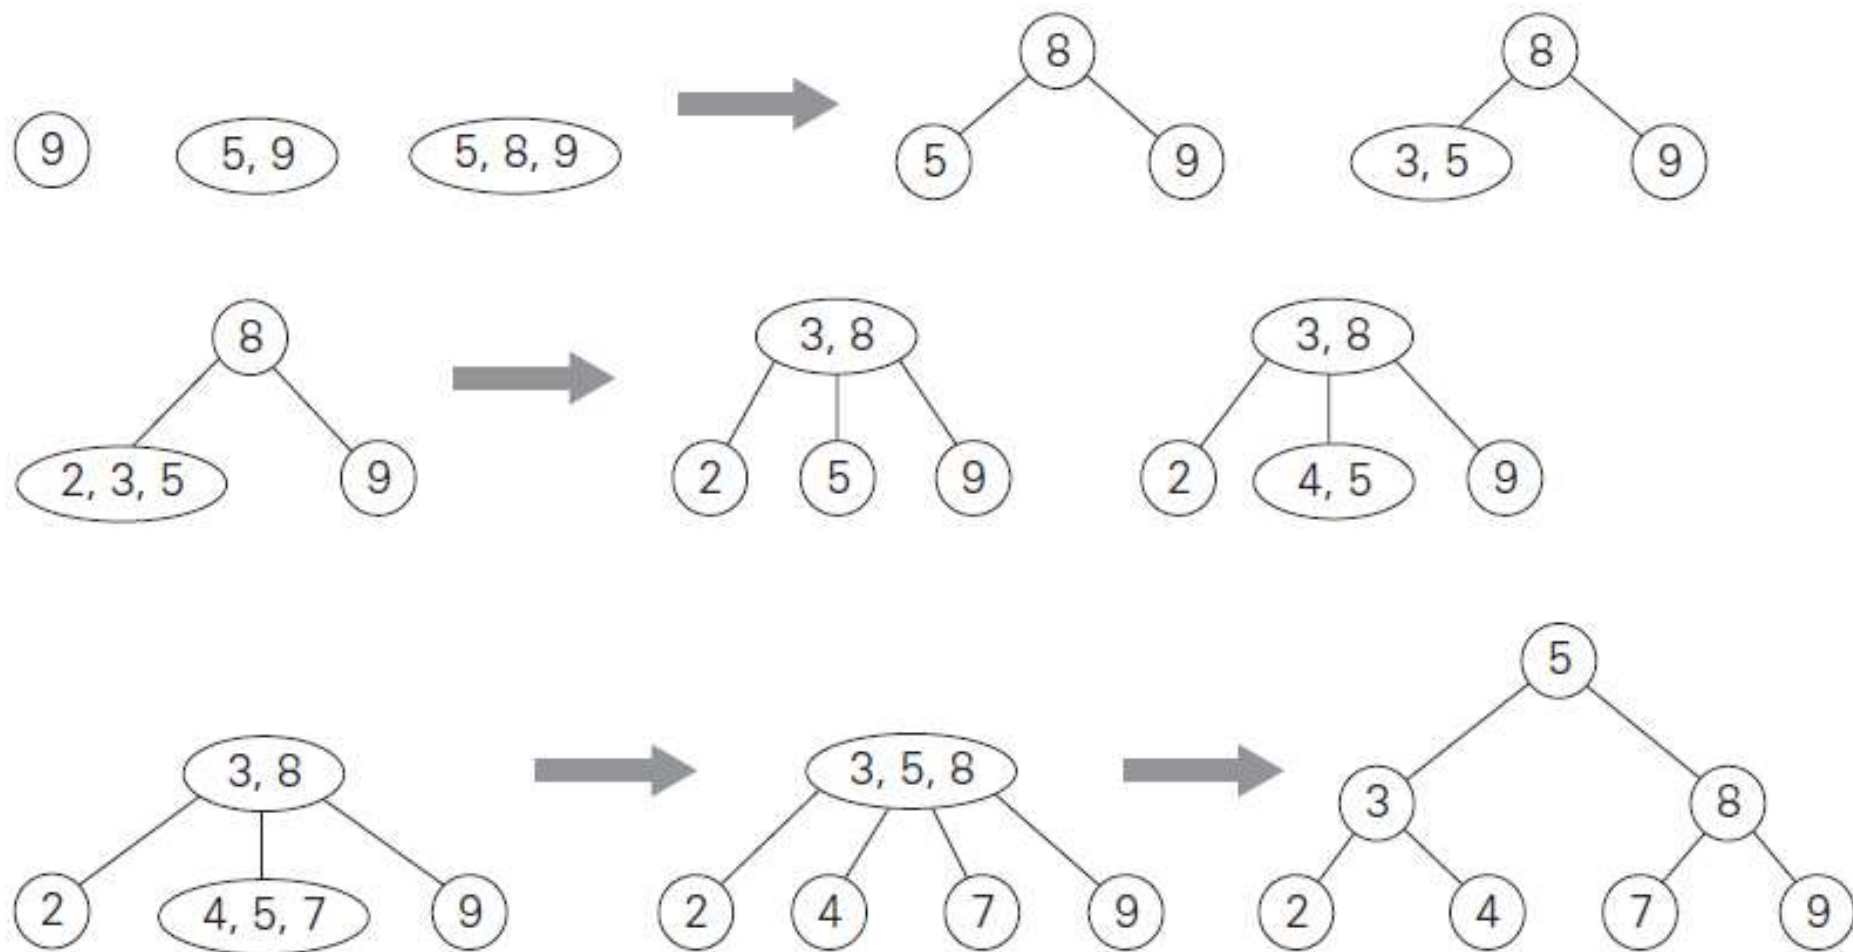 8 8
9 5, 9 5, 8, 9 5 9 3, 5 9
8 3, 8 3, 8
2, 3, 5 9 2 5 9 2 4, 5 9
5
3, 8 3, 5, 8 3 8
2 4, 5, 7 9 2 4 7 9 2 4 7 9